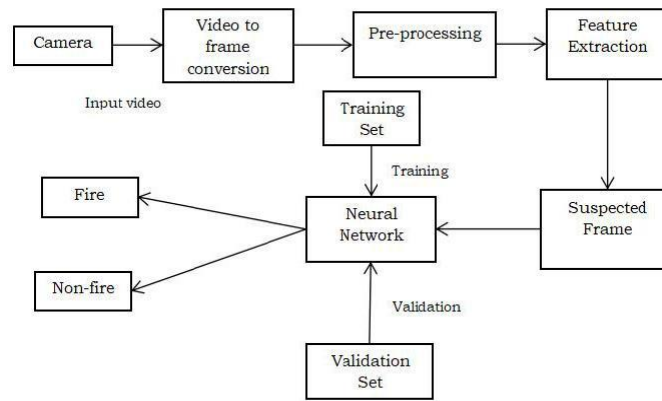 Camera
Video to
frame
conversion
Pre-processing
Feature
Extraction
Input video
Training
Set
Training
Fire
Neural
Network
Suspected
Frame
Non-fire
Validation
Validation
Set